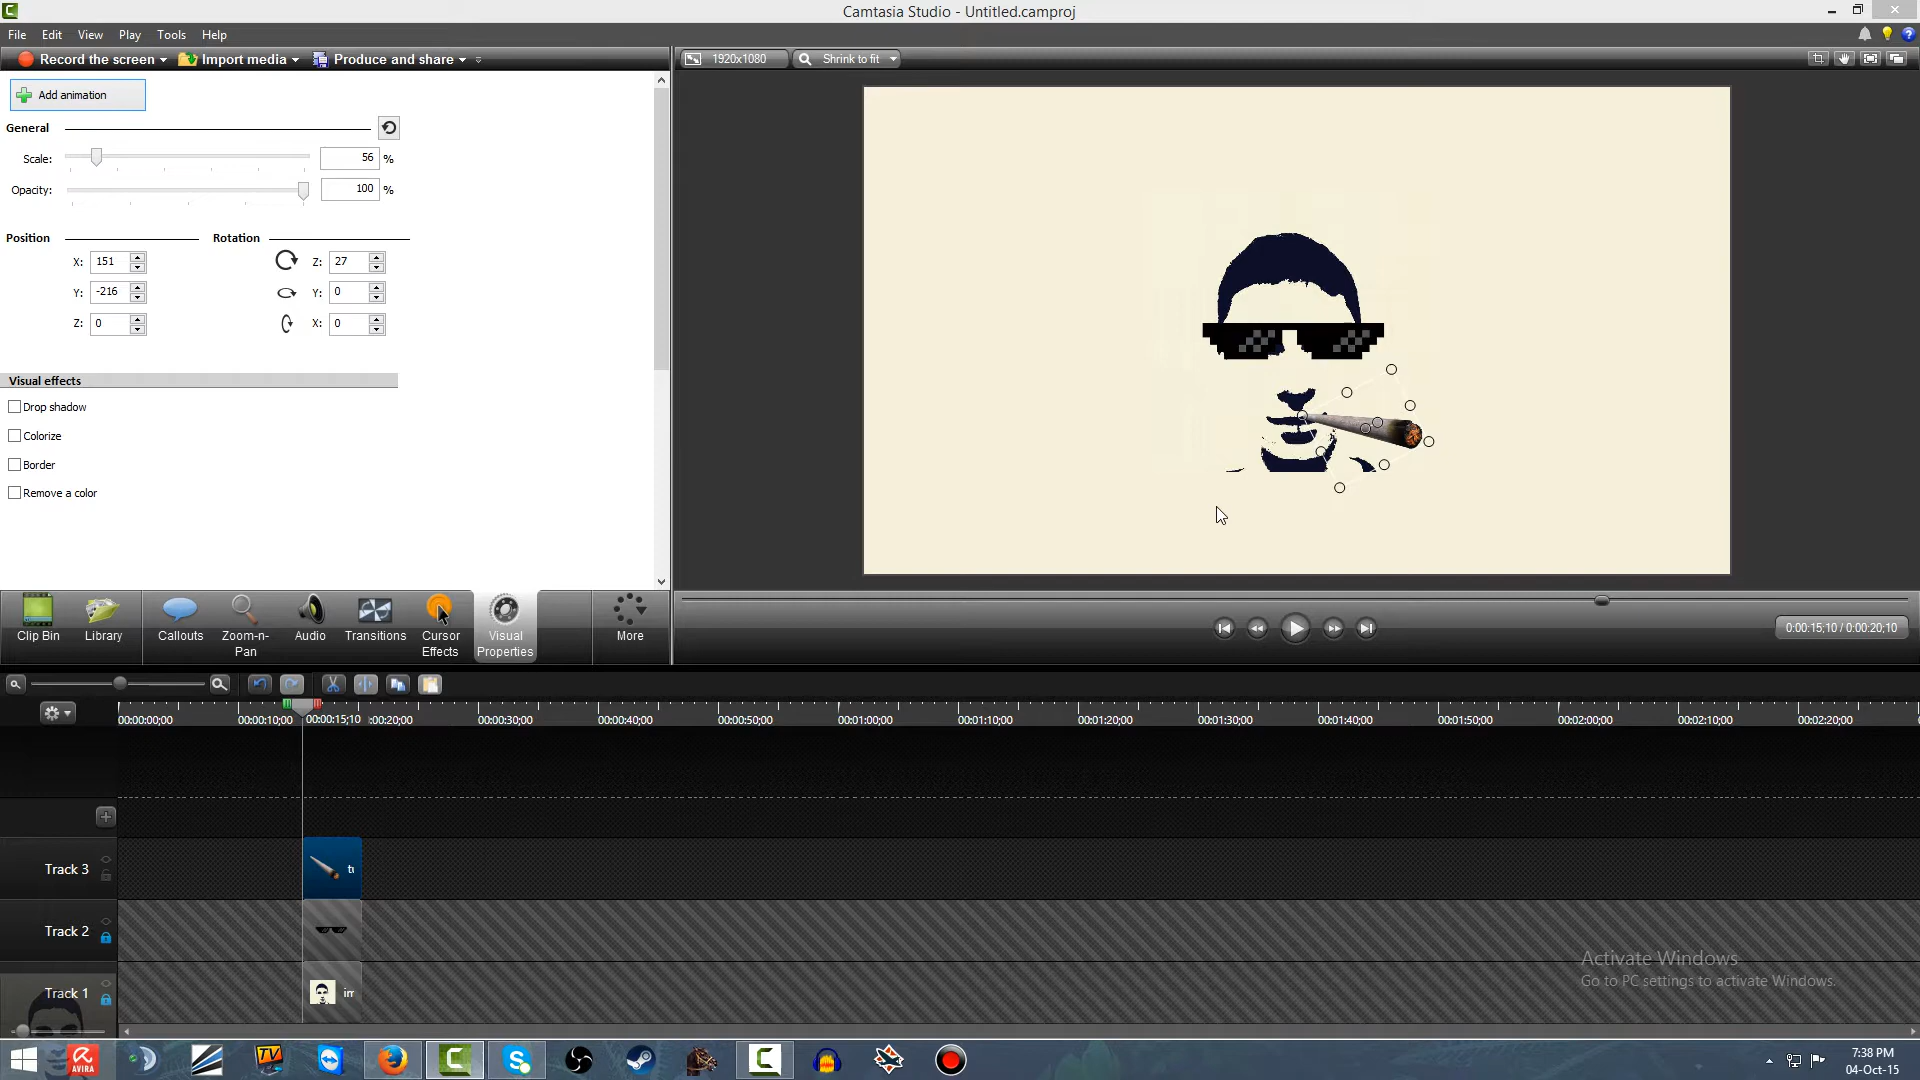 Camtasia Studio - Untitled.camproj
File Edit View Play Tools Help
Record the screen Import media Produce and share
1920x1080 Shrink to fit
Add animation
General
Scale: 56 %
Opacity: 100 %
Position Rotation
X: 151 Z: 27
Y: -216 Y: 0
Z: 0 X: 0
Visual effects
Drop shadow
Colorize
Border
Remove a color
Clip Bin
Library
Callouts
Zoom-n-
Pan
Audio
Transitions
Cursor
Effects
Visual
Properties
More
0:00:15;10 / 0:00:20;10
00:00:00;00 00:00:10;00 00:00:15;10 :00:20;00 00:00:30;00 00:00:40;00 00:00:50;00 00:01:00;00 00:01:10;00 00:01:20;00 00:01:30;00 00:01:40;00 00:01:50;00 00:02:00;00 00:02:10;00 00:02:20;00
Track 3
Track 2
Track 1 im
Activate Windows
Go to PC settings to activate Windows.
AVIRA
TV
7:38 PM
04-Oct-15